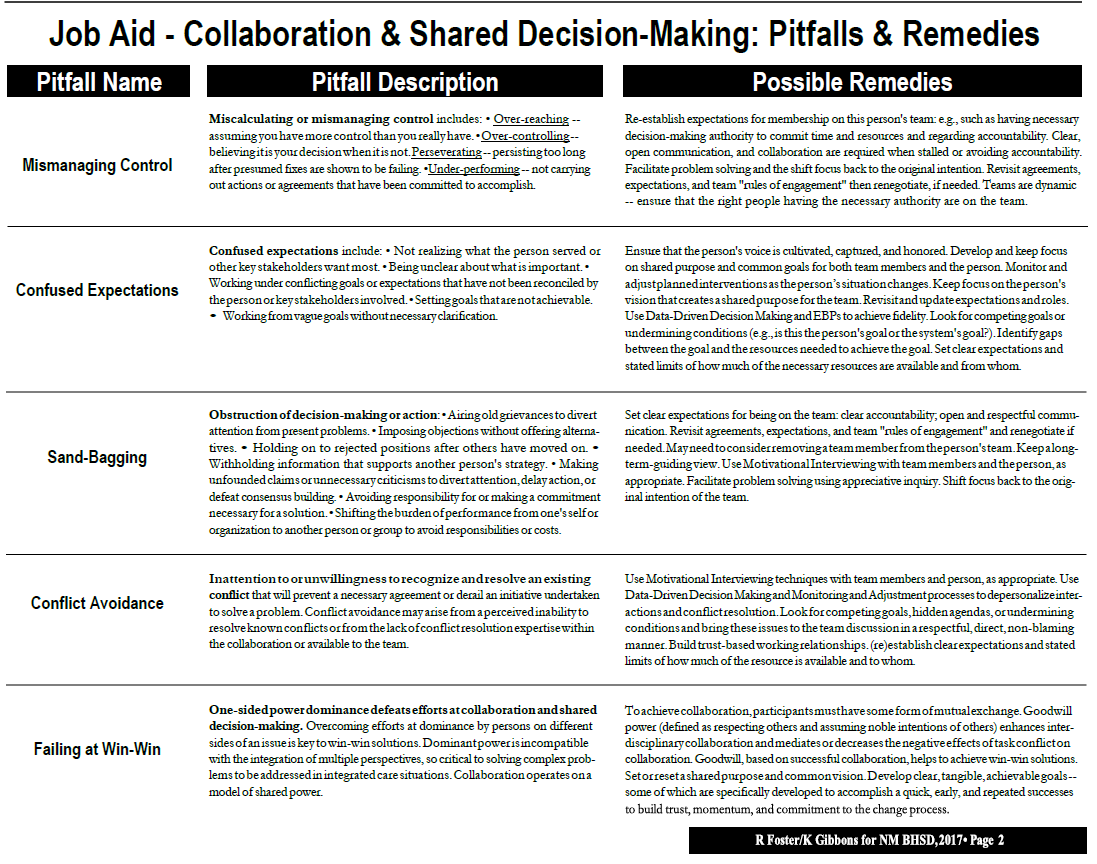 Job Aid - Collaboration & Shared Decision-Making: Pitfalls & Remedies
Pitfall Name
Pitfall Description
Possible Remedies
Mismanaging Control
Miscalculating or mismanaging control includes: • Over-reaching --
assuming you have more control than you really have. • Over-controlling --
believing it is your decision when it is not. Perseverating -- persisting too long
after presumed fixes are shown to be failing. •Under-performing -- not carrying
out actions or agreements that have been committed to accomplish.
Re-establish expectations for membership on this person's team: e.g., such as having necessary
decision-making authority to commit time and resources and regarding accountability. Clear,
open communication, and collaboration are required when stalled or avoiding accountability.
Facilitate problem solving and the shift focus back to the original intention. Revisit agreements,
expectations, and team "rules of engagement" then renegotiate, if needed. Teams are dynamic
-- ensure that the right people having the necessary authority are on the team.
Confused Expectations
Confused expectations include: • Not realizing what the person served or
other key stakeholders want most. • Being unclear about what is important. •
Working under conflicting goals or expectations that have not been reconciled by
the person or key stakeholders involved. • Setting goals that are not achievable.
• Working from vague goals without necessary clarification.
Ensure that the person's voice is cultivated, captured, and honored. Develop and keep focus
on shared purpose and common goals for both team members and the person. Monitor and
adjust planned interventions as the person's situation changes. Keep focus on the person's
vision that creates a shared purpose for the team. Revisit and update expectations and roles.
Use Data-Driven Decision Making and EBPs to achieve fidelity. Look for competing goals or
undermining conditions (e.g., is this the person's goal or the system's goal?). Identify gaps
between the goal and the resources needed to achieve the goal. Set clear expectations and
stated limits of how much of the necessary resources are available and from whom.
Sand-Bagging
Obstruction of decision-making or action: • Airing old grievances to divert
attention from present problems. • Imposing objections without offering alterna-
tives. • Holding on to rejected positions after others have moved on. •
Withholding information that supports another person's strategy. • Making
unfounded claims or unnecessary criticisms to divert attention, delay action, or
defeat consensus building. • Avoiding responsibility for or making a commitment
necessary for a solution. • Shifting the burden of performance from one's self or
organization to another person or group to avoid responsibilities or costs.
Set clear expectations for being on the team: clear accountability; open and respectful commu-
nication. Revisit agreements, expectations, and team "rules of engagement" and renegotiate if
needed. May need to consider removing a team member from the person's team. Keep a long-
term-guiding view. Use Motivational Interviewing with team members and the person, as
appropriate. Facilitate problem solving using appreciative inquiry. Shift focus back to the orig-
inal intention of the team.
Conflict Avoidance
Inattention to or unwillingness to recognize and resolve an existing
conflict that will prevent a necessary agreement or derail an initiative undertaken
to solve a problem. Conflict avoidance may arise from a perceived inability to
resolve known conflicts or from the lack of conflict resolution expertise within
the collaboration or available to the team.
Use Motivational Interviewing techniques with team members and person, as appropriate. Use
Data-Driven Decision Making and Monitoring and Adjustment processes to depersonalize inter-
actions and conflict resolution. Look for competing goals, hidden agendas, or undermining
conditions and bring these issues to the team discussion in a respectful, direct, non-blaming
manner. Build trust-based working relationships. (re)establish clear expectations and stated
limits of how much of the resource is available and to whom.
Failing at Win-Win
One-sided power dominance defeats efforts at collaboration and shared
decision-making. Overcoming efforts at dominance by persons on different
sides of an issue is key to win-win solutions. Dominant power is incompatible
with the integration of multiple perspectives, so critical to solving complex prob-
lems to be addressed in integrated care situations. Collaboration operates on a
model of shared power.
To achieve collaboration, participants must have some form of mutual exchange. Goodwill
power (defined as respecting others and assuming noble intentions of others) enhances inter-
disciplinary collaboration and mediates or decreases the negative effects of task conflict on
collaboration. Goodwill, based on successful collaboration, helps to achieve win-win solutions.
Set or reset a shared purpose and common vision. Develop clear, tangible, achievable goals --
some of which are specifically developed to accomplish a quick, early, and repeated successes
to build trust, momentum, and commitment to the change process.
R Foster/K Gibbons for NM BHSD,2017• Page 2